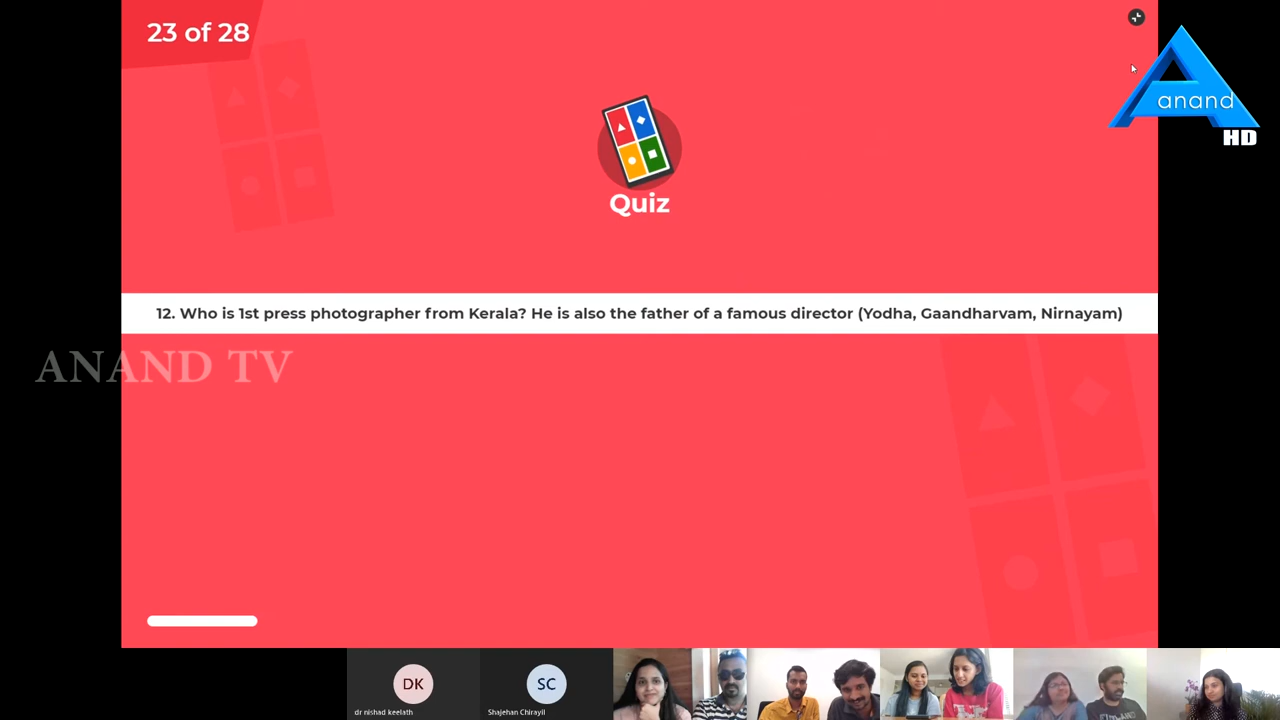 23 of 28
anand
HD
Quiz
12. Who is 1st press photographer from Kerala? He is also the father of a famous director (Yodha, Gaandharvam, Nirnayam)
ANAND TV
DK
SC
dr nishad keelath
Shajehan Chirayil